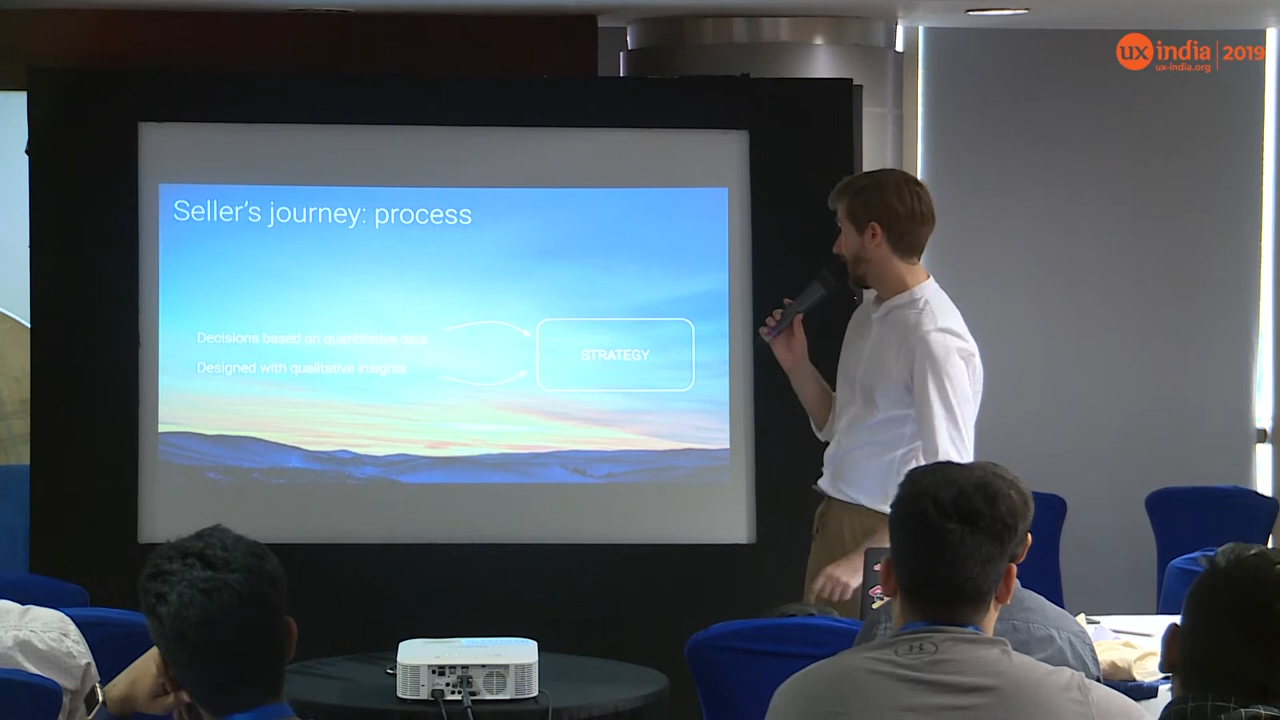 ux india 2019
ux-india.org
Seller's journey: process
Decisions based on quantitative data
Designed with qualitative insights
STRATEGY